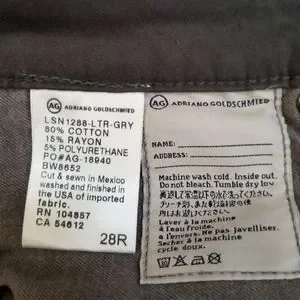 AG ADRIANO GOLDSCHMIED
LSN1288-LTR-GRY
80% COTTON
15% RAYON
5% POLYURETHANE
PO#AG-18940
BW8652
Cut & sewn in Mexico
washed and finished in
the USA of imported
fabric.
RN 104857
CA 54612
28R
AG ADRIANO GOLDSCHMIED
NAME:
ADDRESS:
Machine wash cold. Inside out.
Do not bleach. Tumble dry low
Laver à la machine
à l'eau froide,
à l'envers. Ne pas javelliser.
Sécher à la machine
cycle doux.